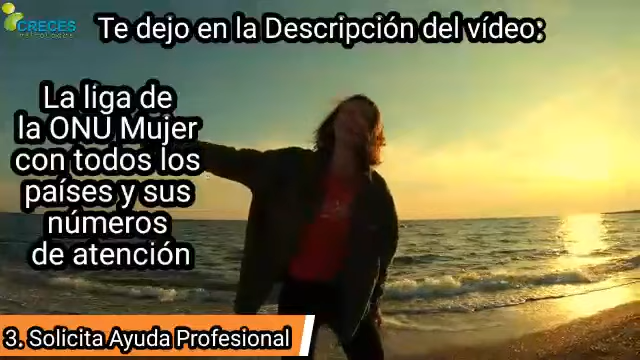 CRECES
Te dejo en la Descripción del vídeo:
La liga de
la ONU Mujer
con todos los
países y sus
números
de atención
3. Solicita Ayuda Profesional